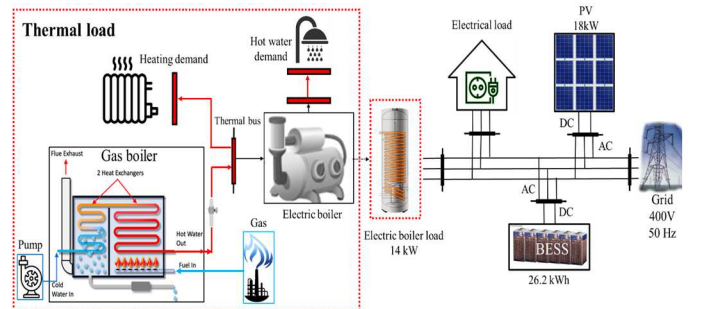 Thermal load
Hot water
demand
Heating demand
Thermal bus
Electric boiler
Gas boiler
Flue Exhaust
2 Heat Exchangers
Hot Water
Out
Fuel In
Pump
Cold
Water In
Gas
Electric boiler load
14 kW
Electrical load
PV
18kW
DC
AC
AC
DC
BESS
26.2 kWh
Grid
400V
50 Hz